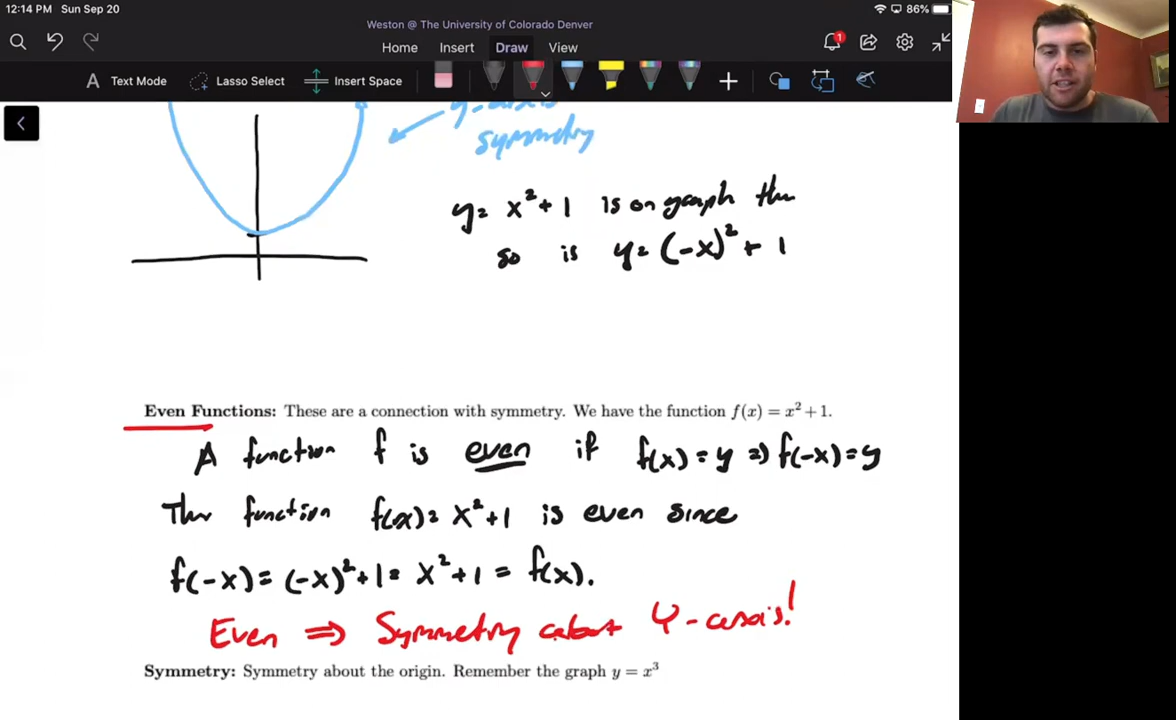 12:14 PM Sun Sep 20
86%
Weston @ The University of Colorado Denver
Home Insert Draw View
1
A Text Mode Lasso Select Insert Space
y-axis
symmetry
y= x²+1 is on graph then
so is y=(-x)²+1
Even Functions: These are a connection with symmetry. We have the function f(x) = x² + 1.
A function f is even if f(x)=y => f(-x)=y
The function f(x)= x²+1 is even since
f(-x)=(-x)²+1= x²+1 = f(x).
Even => Symmetry about Y-axis!
Symmetry: Symmetry about the origin. Remember the graph y = x³